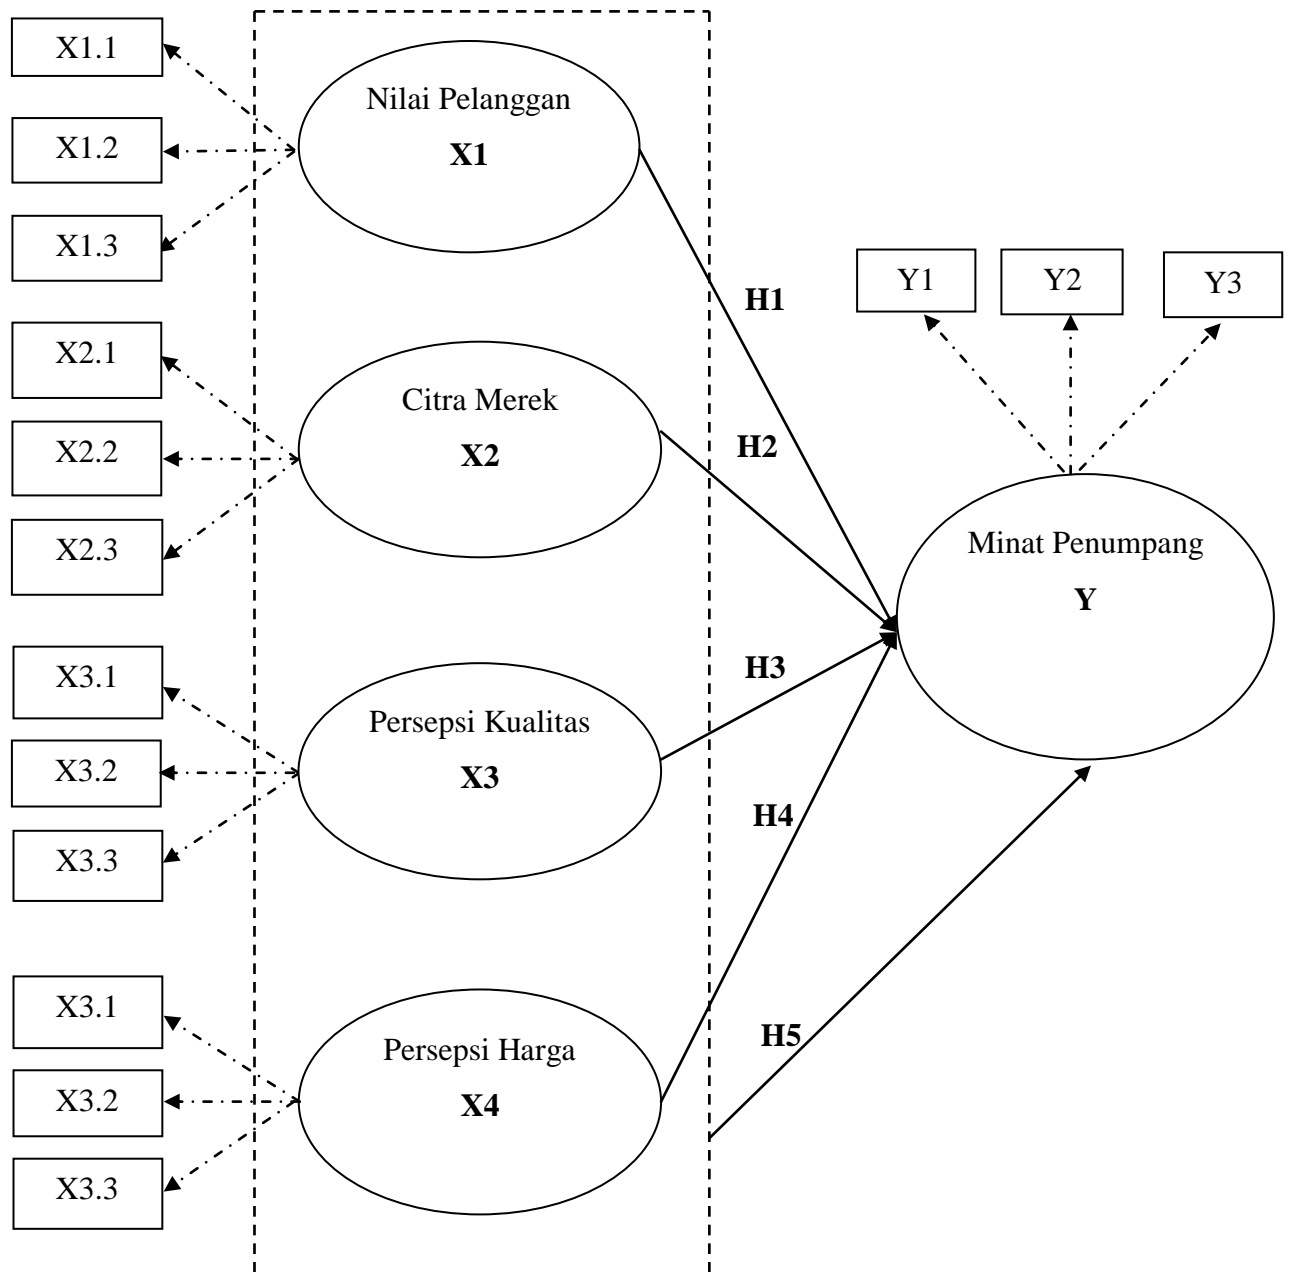 X1.1
X1.2
X1.3
Nilai Pelanggan
X1
H1
Y1
Y2
Y3
X2.1
X2.2
X2.3
Citra Merek
X2
H2
Minat Penumpang
Y
X3.1
X3.2
X3.3
Persepsi Kualitas
X3
H3
H4
X3.1
X3.2
X3.3
Persepsi Harga
X4
H5